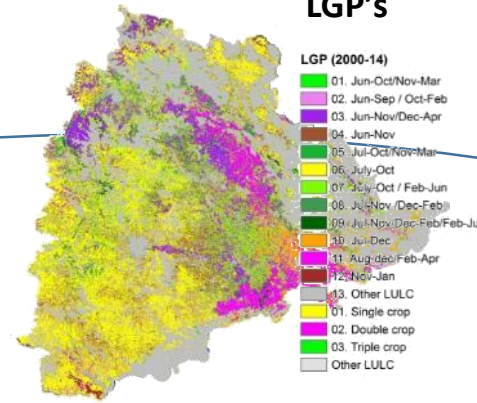 LGP's
LGP (2000-14)
01. Jun-Oct/Nov-Mar
02. Jun-Sep / Oct-Feb
03. Jun-Nov/Dec-Apr
04. Jun-Nov
05. Jul-Oct/Nov-Mar
06. July-Oct
07. July-Oct / Feb-Jun
08. Jul-Nov /Dec-Feb
09. Jul-Nov/Dec-Feb/Feb-Ju
10. Jul-Dec
11. Aug-dec/Feb-Apr
12. Nov-Jan
13. Other LULC
01. Single crop
02. Double crop
03. Triple crop
Other LULC